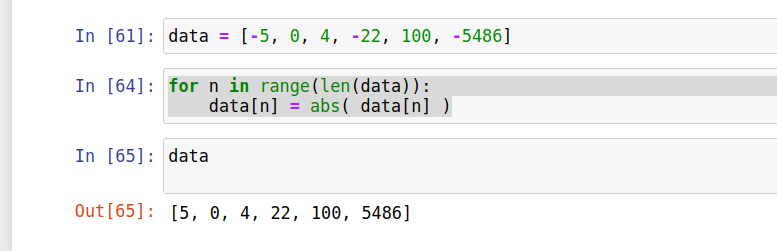 In [61]: data = [-5, 0, 4, -22, 100, -5486]
In [64]: for n in range(len(data)):
    data[n] = abs( data[n] )
In [65]: data
Out[65]: [5, 0, 4, 22, 100, 5486]